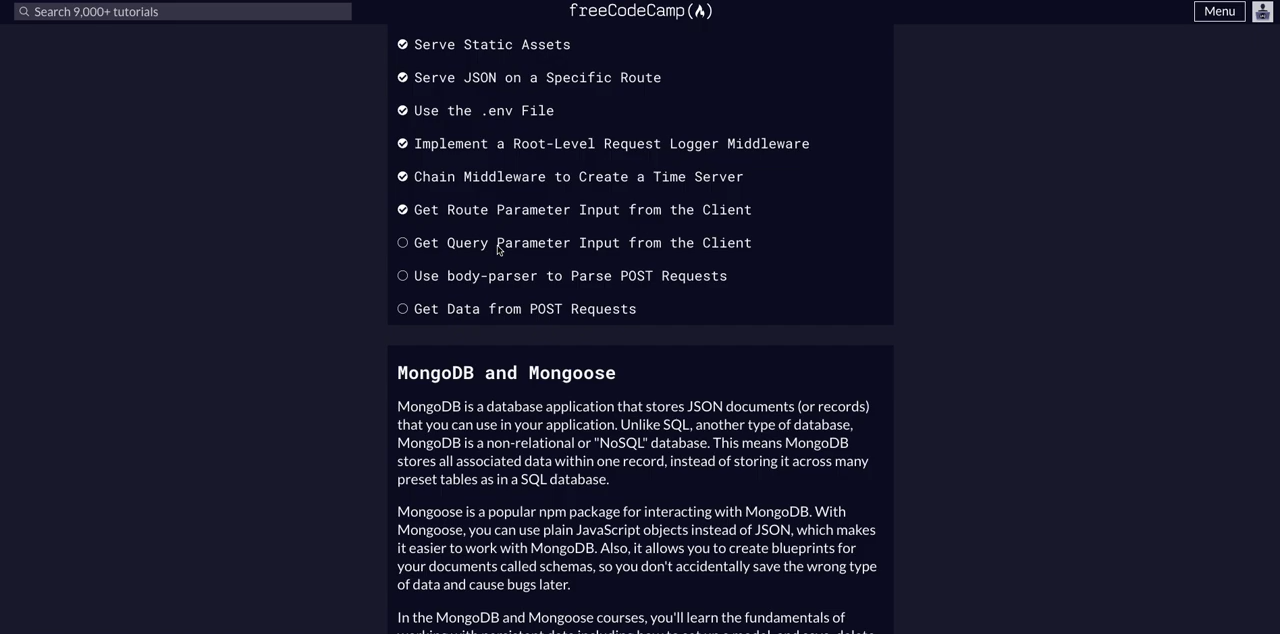 Search 9,000+ tutorials
freeCodeCamp
Menu
Serve Static Assets
Serve JSON on a Specific Route
Use the .env File
Implement a Root-Level Request Logger Middleware
Chain Middleware to Create a Time Server
Get Route Parameter Input from the Client
Get Query Parameter Input from the Client
Use body-parser to Parse POST Requests
Get Data from POST Requests
MongoDB and Mongoose
MongoDB is a database application that stores JSON documents (or records)
that you can use in your application. Unlike SQL, another type of database,
MongoDB is a non-relational or "NoSQL" database. This means MongoDB
stores all associated data within one record, instead of storing it across many
preset tables as in a SQL database.
Mongoose is a popular npm package for interacting with MongoDB. With
Mongoose, you can use plain JavaScript objects instead of JSON, which makes
it easier to work with MongoDB. Also, it allows you to create blueprints for
your documents called schemas, so you don't accidentally save the wrong type
of data and cause bugs later.
In the MongoDB and Mongoose courses, you'll learn the fundamentals of